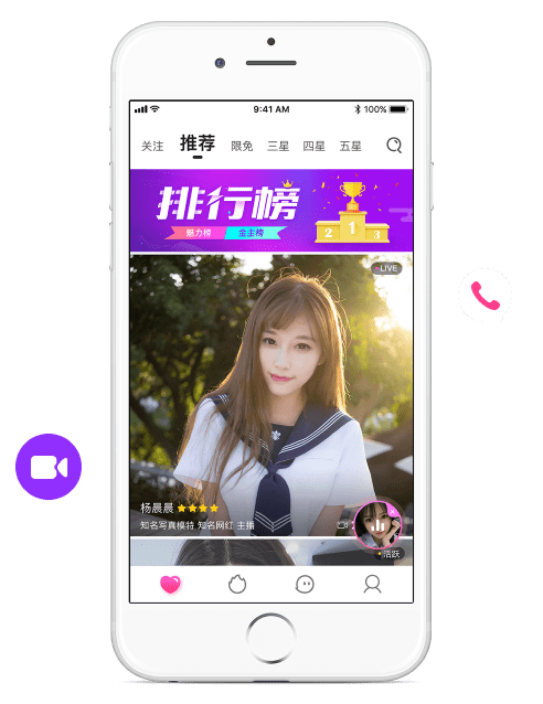 9:41 AM 100%
关注 推荐 限免 三星 四星 五星
排行榜
魅力榜 金主榜
2 1 3
LIVE
杨晨晨
知名写真模特 知名网红 主播
活跃